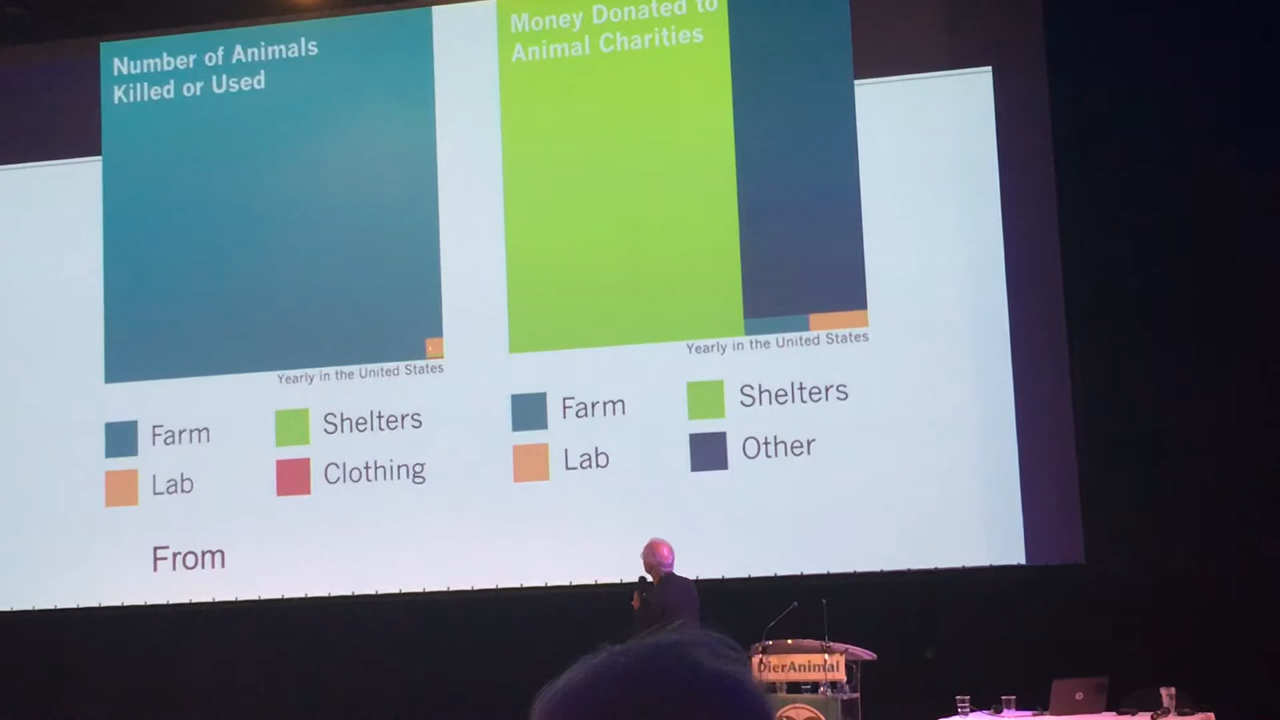 Number of Animals
Killed or Used
Yearly in the United States
Farm
Shelters
Lab
Clothing
Money Donated to
Animal Charities
Yearly in the United States
Farm
Shelters
Lab
Other
From
DierAnimal